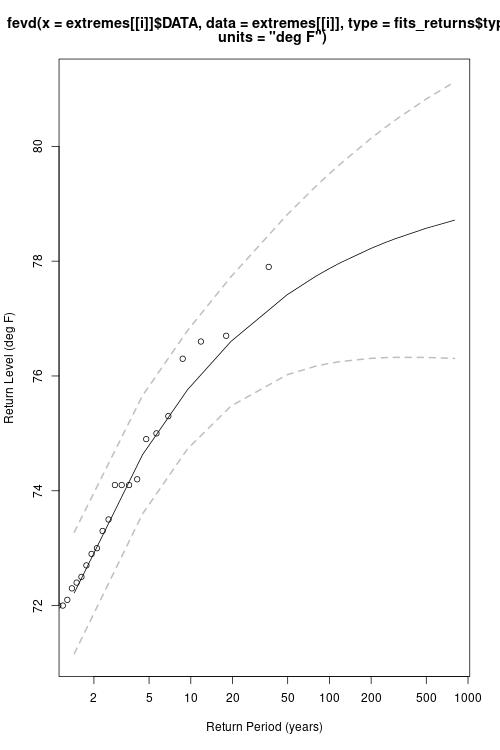 fevd(x = extremes[[i]]$DATA, data = extremes[[i]], type = fits_returns$typ
units = "deg F")
80
78
76
74
72
Return Level (deg F)
2 5 10 20 50 100 200 500 1000
Return Period (years)